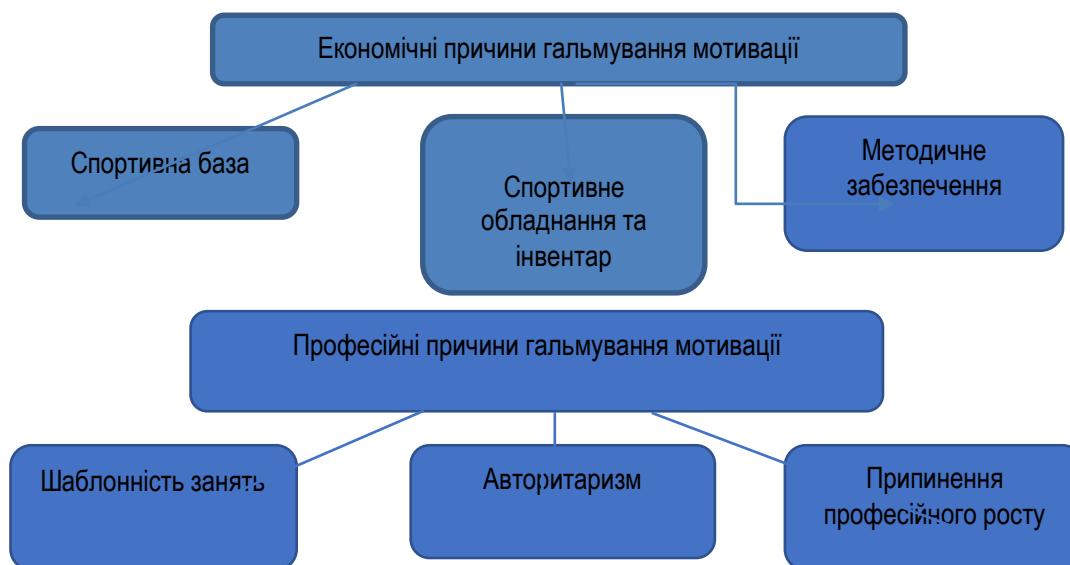 Економічні причини гальмування мотивації
Спортивна база
Спортивне
обладнання та
інвентар
Методичне
забезпечення
Професійні причини гальмування мотивації
Шаблонність занять
Авторитаризм
Припинення
професійного росту